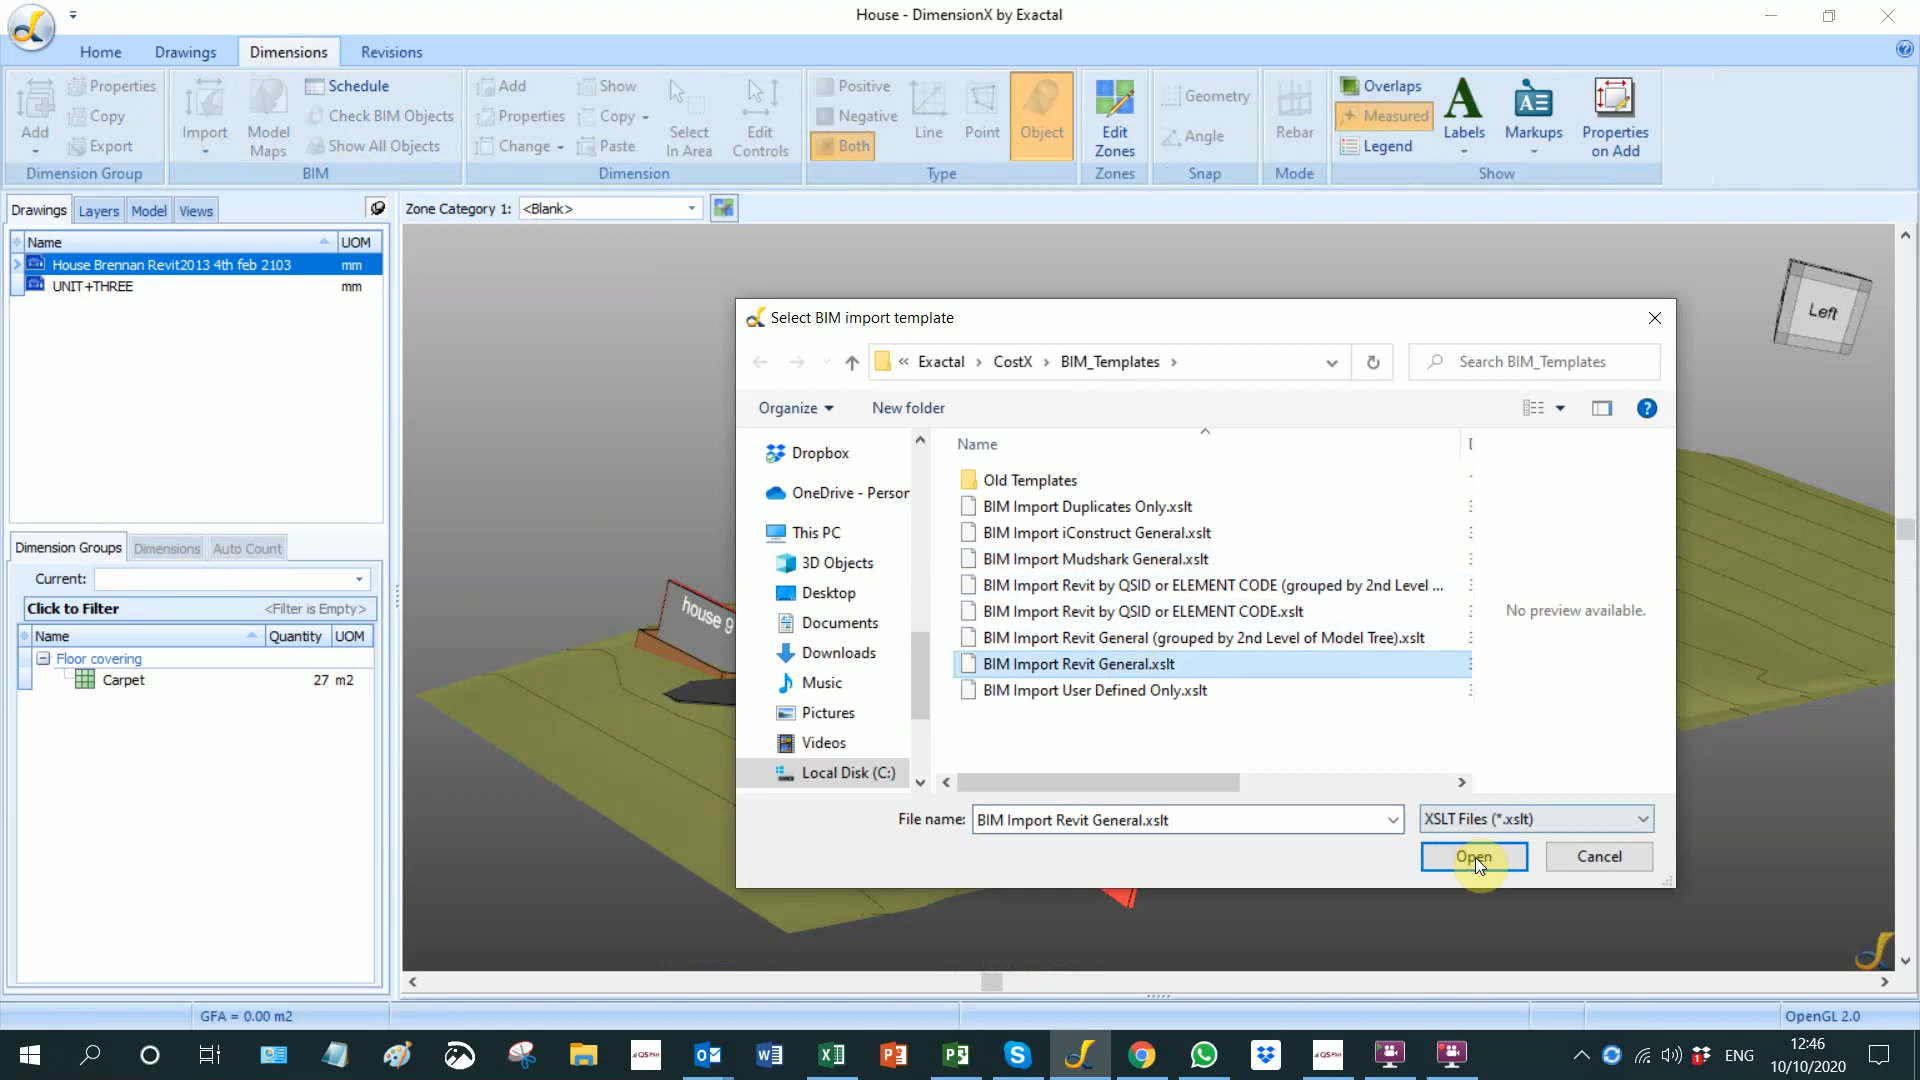 House - DimensionX by Exactal
Home Drawings Dimensions Revisions
Add Properties Copy Export Dimension Group
Import Model Maps Schedule Check BIM Objects Show All Objects BIM
Add Properties Change Show Copy Paste Select In Area Edit Controls Dimension
Positive Negative Both Line Point Object Type
Edit Zones Zones
Geometry Angle Snap
Rebar Mode
Overlaps Measured Legend Labels Markups Properties on Add Show
Drawings Layers Model Views
Zone Category 1: <Blank>
Name UOM
House Brennan Revit2013 4th feb 2103 mm
UNIT+THREE mm
Left
house 9
Dimension Groups Dimensions Auto Count
Current:
Click to Filter <Filter is Empty>
Name Quantity UOM
Floor covering
Carpet 27 m2
Select BIM import template
« Exactal › CostX › BIM_Templates ›
Search BIM_Templates
Organize New folder
Dropbox
OneDrive - Person
This PC
3D Objects
Desktop
Documents
Downloads
Music
Pictures
Videos
Local Disk (C:)
Name
Old Templates
BIM Import Duplicates Only.xslt
BIM Import iConstruct General.xslt
BIM Import Mudshark General.xslt
BIM Import Revit by QSID or ELEMENT CODE (grouped by 2nd Level ...
BIM Import Revit by QSID or ELEMENT CODE.xslt
BIM Import Revit General (grouped by 2nd Level of Model Tree).xslt
BIM Import Revit General.xslt
BIM Import User Defined Only.xslt
No preview available.
File name: BIM Import Revit General.xslt XSLT Files (*.xslt)
Open Cancel
GFA = 0.00 m2 OpenGL 2.0
ENG
12:46
10/10/2020